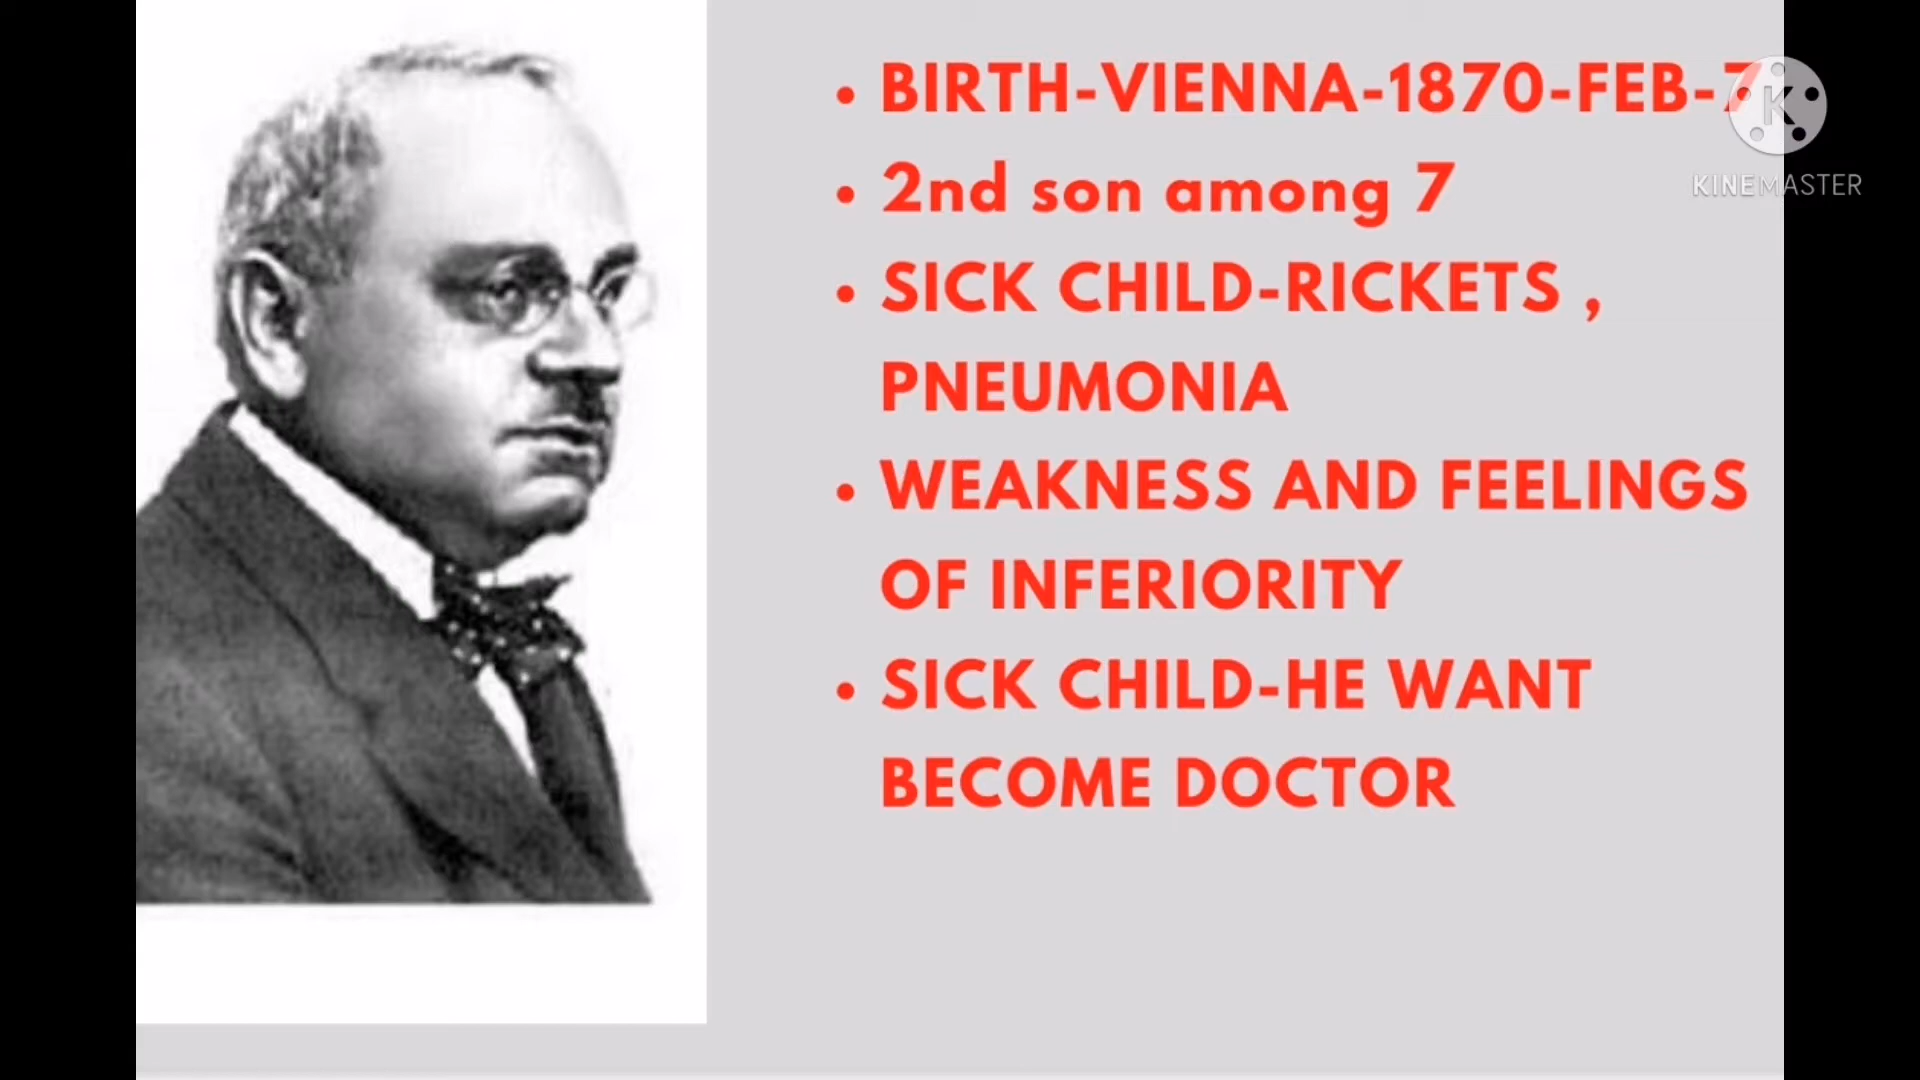 • BIRTH-VIENNA-1870-FEB-7
• 2nd son among 7
• SICK CHILD-RICKETS ,
PNEUMONIA
• WEAKNESS AND FEELINGS
OF INFERIORITY
• SICK CHILD-HE WANT
BECOME DOCTOR
K
KINEMASTER